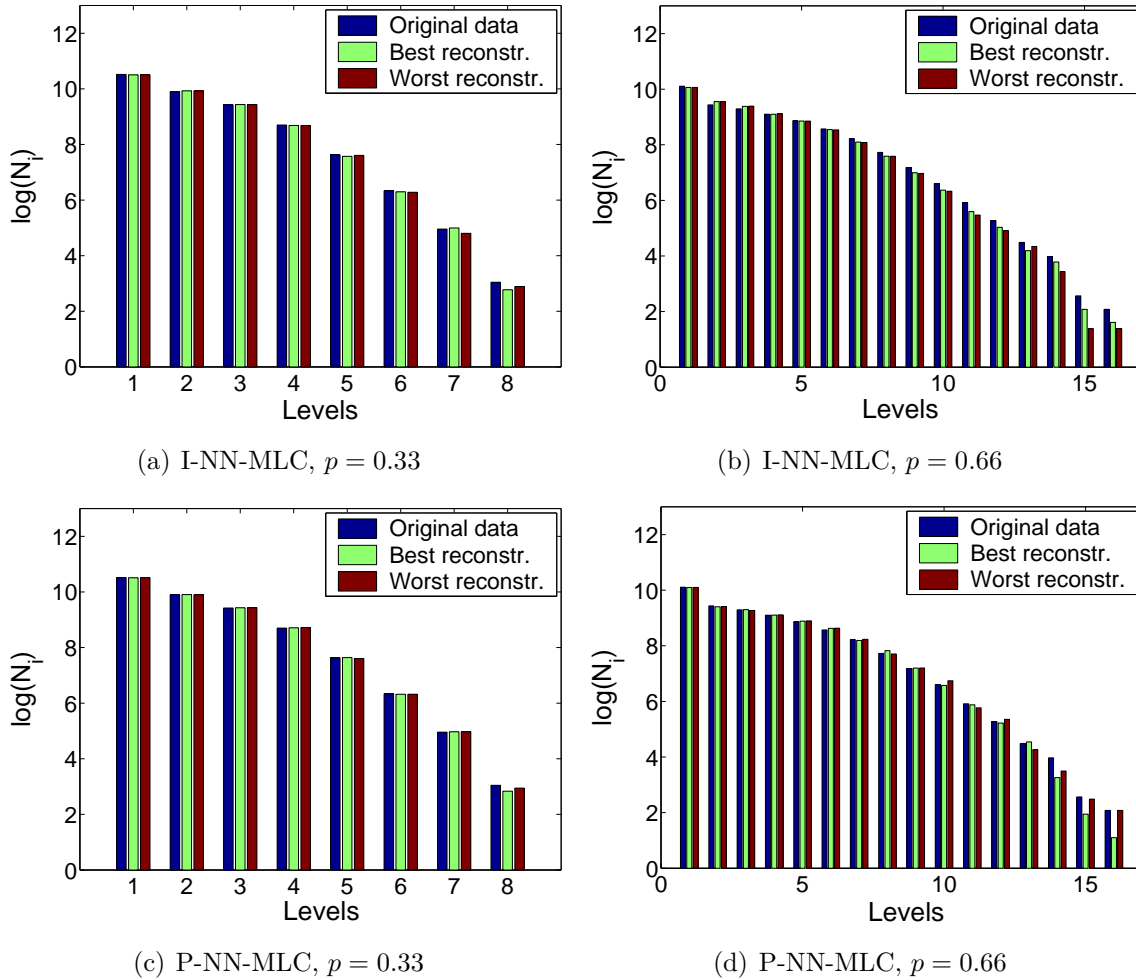 Original data
Best reconstr.
Worst reconstr.
log(N_i)
12
10
8
6
4
2
0
1 2 3 4 5 6 7 8
Levels
(a) I-NN-MLC, p = 0.33
Original data
Best reconstr.
Worst reconstr.
log(N_i)
12
10
8
6
4
2
0
0 5 10 15
Levels
(b) I-NN-MLC, p = 0.66
Original data
Best reconstr.
Worst reconstr.
log(N_i)
12
10
8
6
4
2
0
1 2 3 4 5 6 7 8
Levels
(c) P-NN-MLC, p = 0.33
Original data
Best reconstr.
Worst reconstr.
log(N_i)
12
10
8
6
4
2
0
0 5 10 15
Levels
(d) P-NN-MLC, p = 0.66